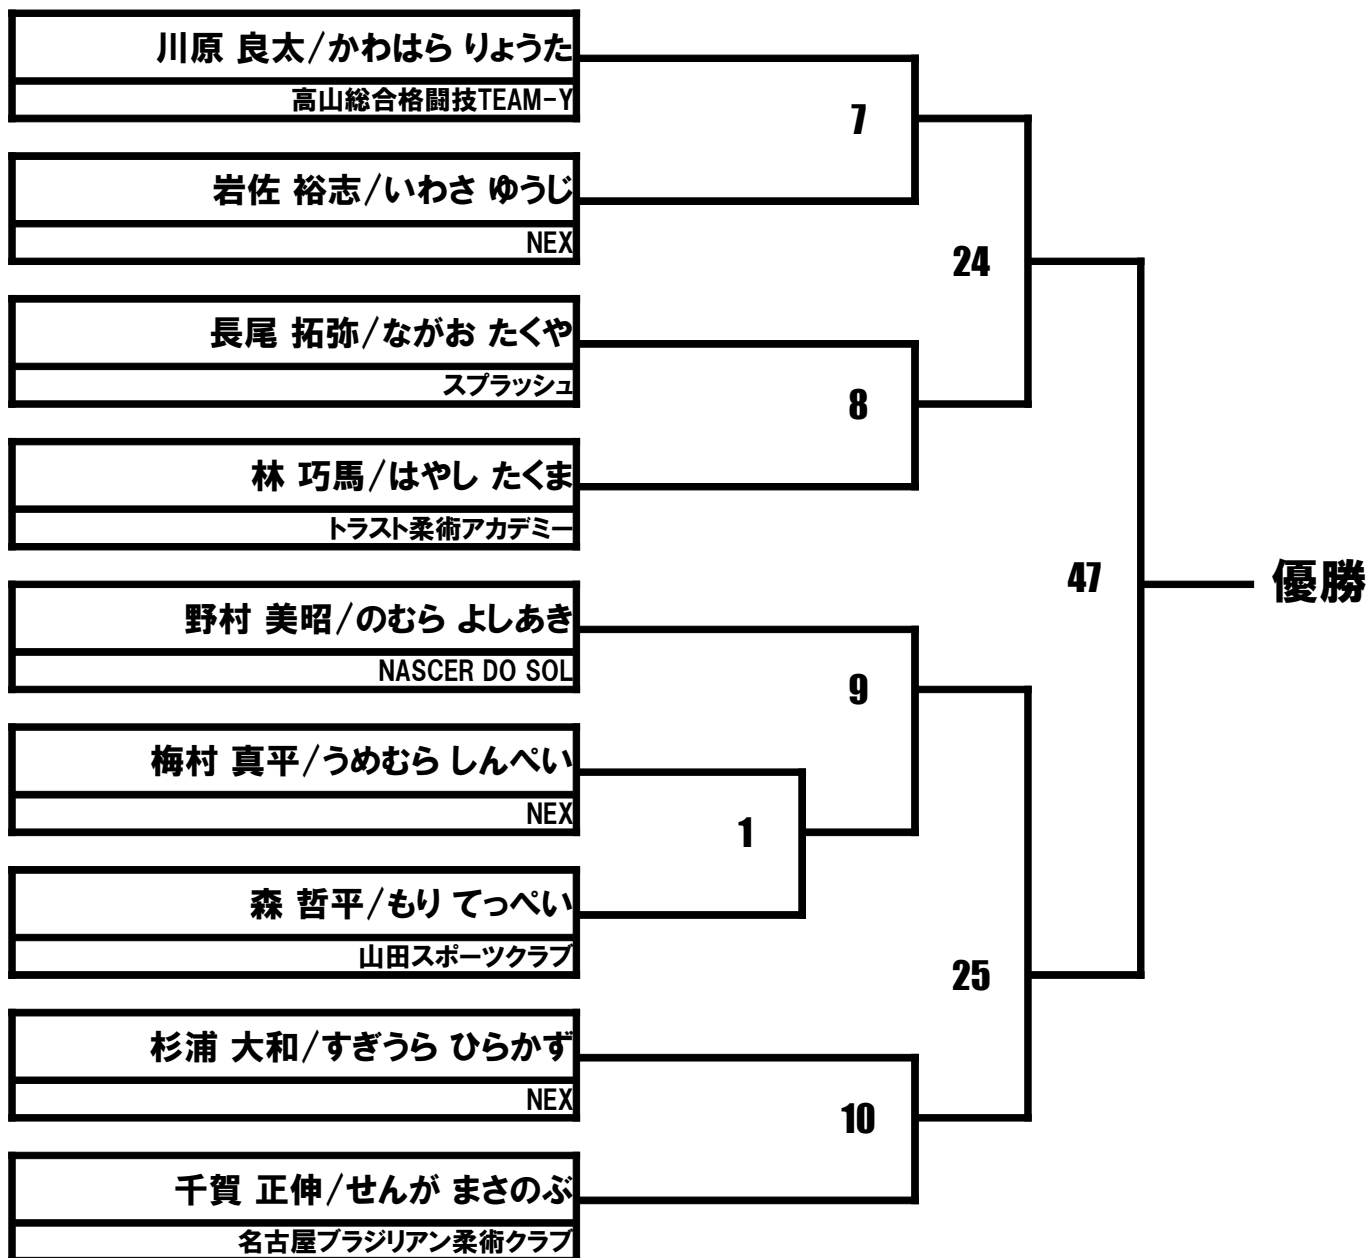 川原 良太/かわはら りょうた
高山総合格闘技TEAM-Y
7
岩佐 裕志/いわさ ゆうじ
NEX
24
長尾 拓弥/ながお たくや
スプラッシュ
8
林 巧馬/はやし たくま
トラスト柔術アカデミー
47
優勝
野村 美昭/のむら よしあき
NASCER DO SOL
9
梅村 真平/うめむら しんぺい
NEX
1
森 哲平/もり てっぺい
山田スポーツクラブ
25
杉浦 大和/すぎうら ひらかず
NEX
10
千賀 正伸/せんが まさのぶ
名古屋ブラジリアン柔術クラブ